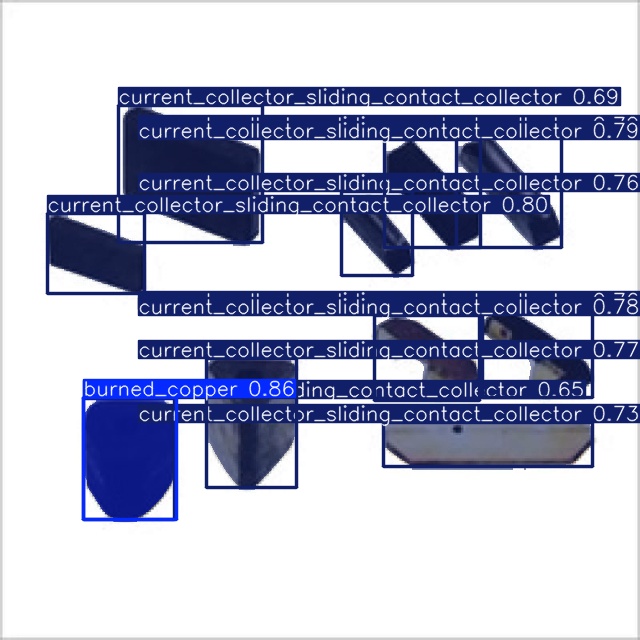 current_collector_sliding_contact_collector 0.69
current_collector_sliding_contact_collector 0.79
current_collector_sliding_contact_collector 0.76
current_collector_sliding_contact_collector 0.80
current_collector_sliding_contact_collector 0.78
current_collector_sliding_contact_collector 0.77
burned_copper 0.86
ding_contact_collector 0.65
current_collector_sliding_contact_collector 0.73